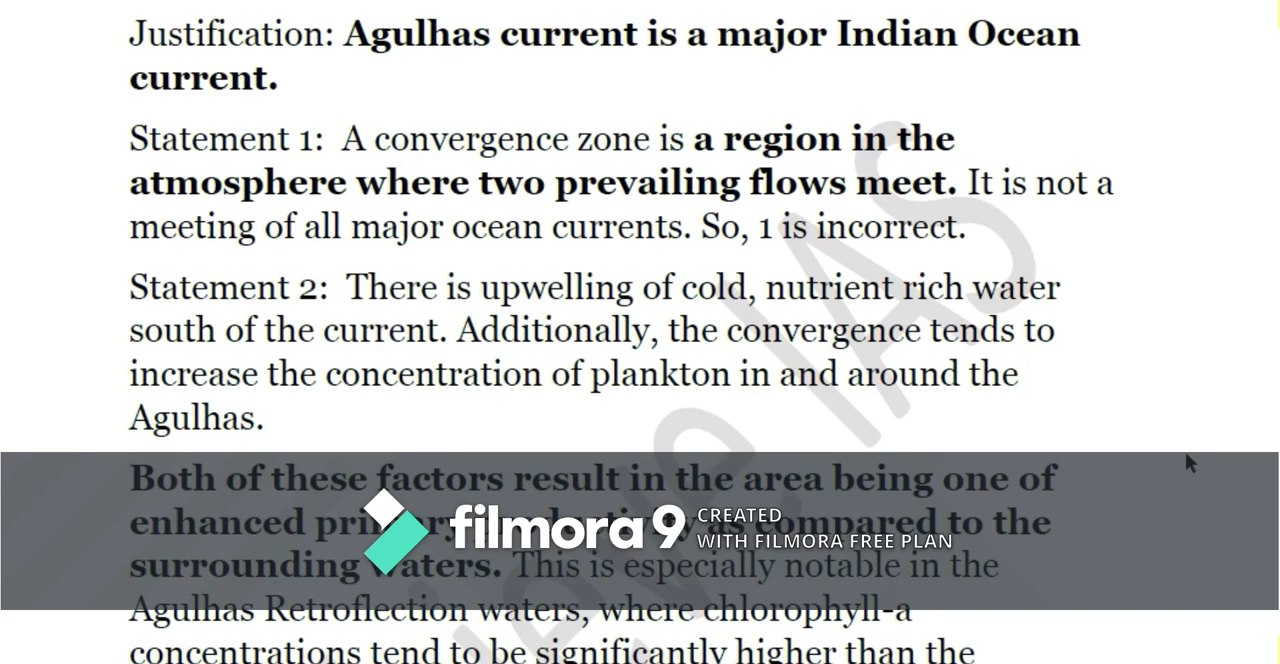 Justification: Agulhas current is a major Indian Ocean
current.
Statement 1: A convergence zone is a region in the
atmosphere where two prevailing flows meet. It is not a
meeting of all major ocean currents. So, 1 is incorrect.
Statement 2: There is upwelling of cold, nutrient rich water
south of the current. Additionally, the convergence tends to
increase the concentration of plankton in and around the
Agulhas.
Both of these factors result in the area being one of
enhanced primary as compared to the
surrounding waters. This is especially notable in the
filmora9
CREATED
WITH FILMORA FREE PLAN
Agulhas Retroflection waters, where chlorophyll-a
concentrations tend to be significantly higher than the
IAS